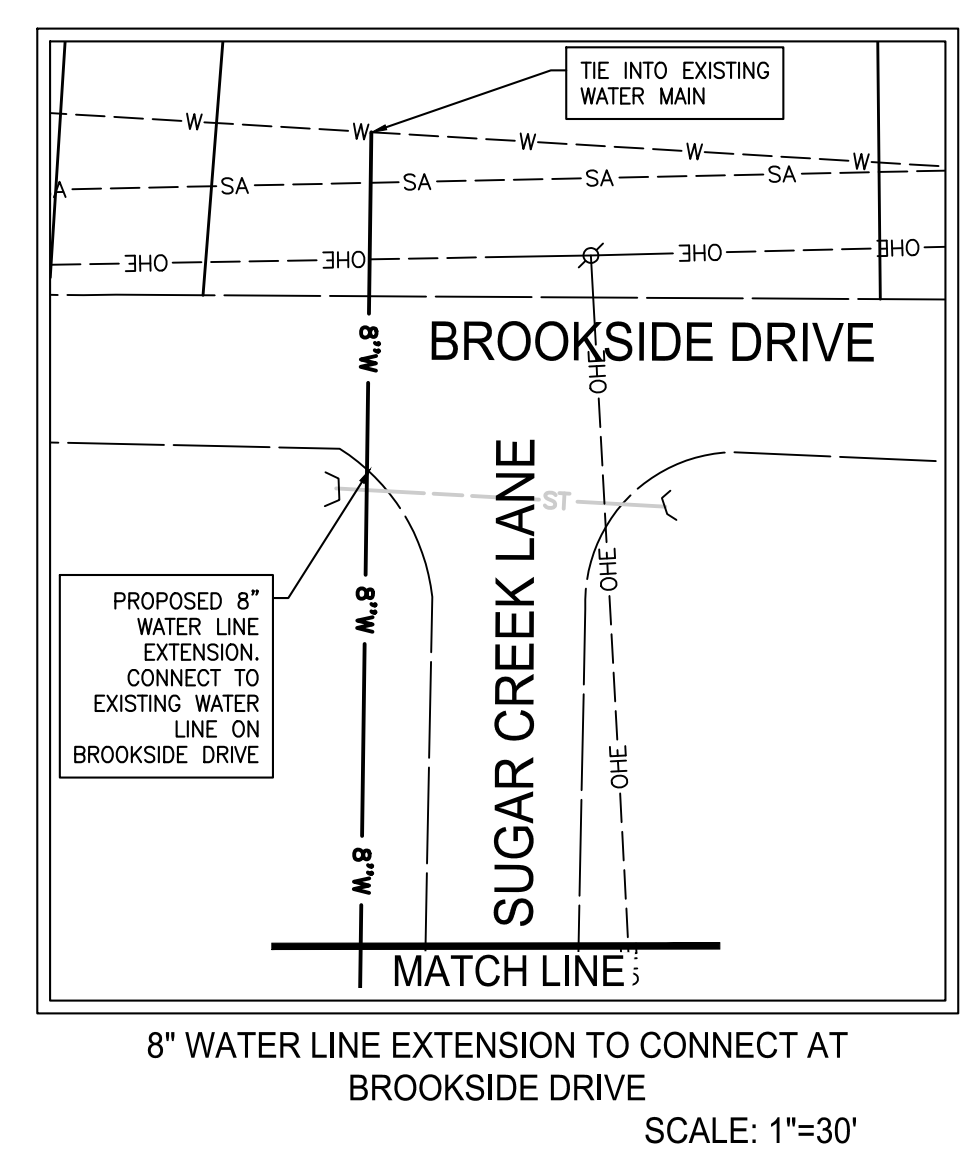 TIE INTO EXISTING
WATER MAIN
W
W
W
W
W
A
SA
SA
SA
SA
OHE
OHE
OHE
OHE
8"W
BROOKSIDE DRIVE
OHE
ST
SUGAR CREEK LANE
OHE
PROPOSED 8"
WATER LINE
EXTENSION.
CONNECT TO
EXISTING WATER
LINE ON
BROOKSIDE DRIVE
8"W
OHE
8"W
MATCH LINE
8" WATER LINE EXTENSION TO CONNECT AT
BROOKSIDE DRIVE
SCALE: 1"=30'